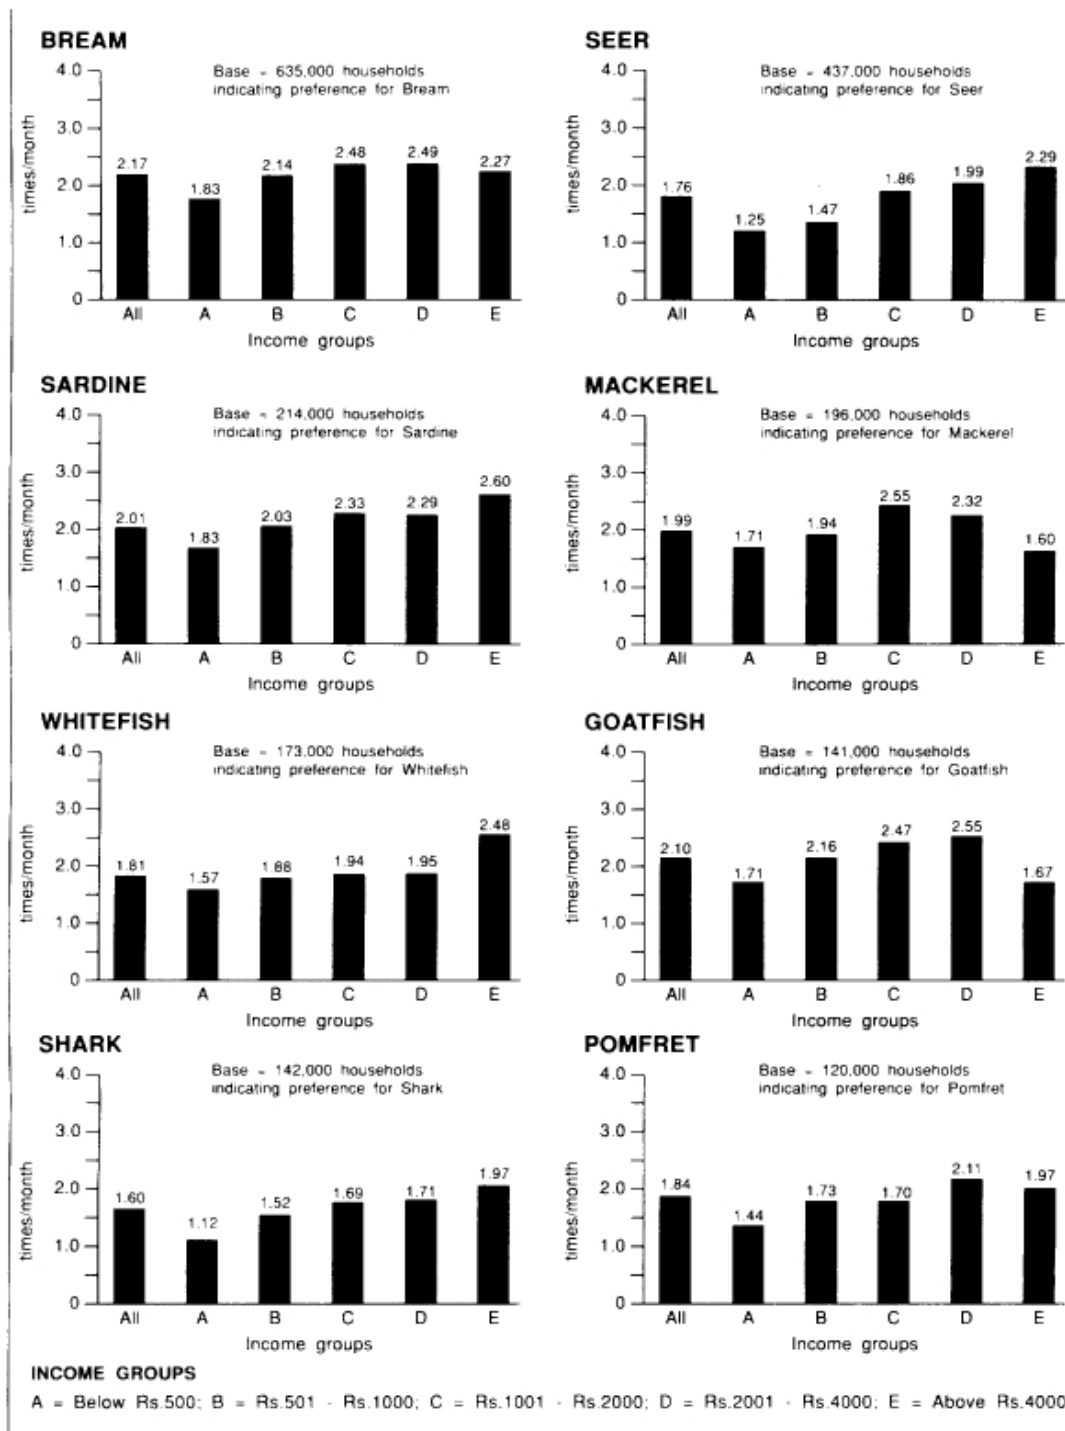 BREAM
Base - 635,000 households
indicating preference for Bream
4.0
3.0
2.0
1.0
0
times/month
2.17
1.83
2.14
2.48
2.49
2.27
All A B C D E
Income groups
SEER
Base - 437,000 households
indicating preference for Seer
4.0
3.0
2.0
1.0
0
times/month
1.76
1.25
1.47
1.86
1.99
2.29
All A B C D E
Income groups
SARDINE
Base - 214,000 households
indicating preference for Sardine
4.0
3.0
2.0
1.0
0
times/month
2.01
1.83
2.03
2.33
2.29
2.60
All A B C D E
Income groups
MACKEREL
Base = 196,000 households
indicating preference for Mackerel
4.0
3.0
2.0
1.0
0
times/month
1.99
1.71
1.94
2.55
2.32
1.60
All A B C D E
Income groups
WHITEFISH
Base - 173,000 households
indicating preference for Whitefish
4.0
3.0
2.0
1.0
0
times/month
1.81
1.57
1.88
1.94
1.95
2.48
All A B C D E
Income groups
GOATFISH
Base - 141,000 households
indicating preference for Goatfish
4.0
3.0
2.0
1.0
0
times/month
2.10
1.71
2.16
2.47
2.55
1.67
All A B C D E
Income groups
SHARK
Base - 142,000 households
indicating preference for Shark
4.0
3.0
2.0
1.0
0
times/month
1.60
1.12
1.52
1.69
1.71
1.97
All A B C D E
Income groups
POMFRET
Base - 120,000 households
indicating preference for Pomfret
4.0
3.0
2.0
1.0
0
times/month
1.84
1.44
1.73
1.70
2.11
1.97
All A B C D E
Income groups
INCOME GROUPS
A = Below Rs.500; B = Rs.501 - Rs.1000; C = Rs.1001 - Rs.2000; D = Rs.2001 - Rs.4000; E = Above Rs.4000